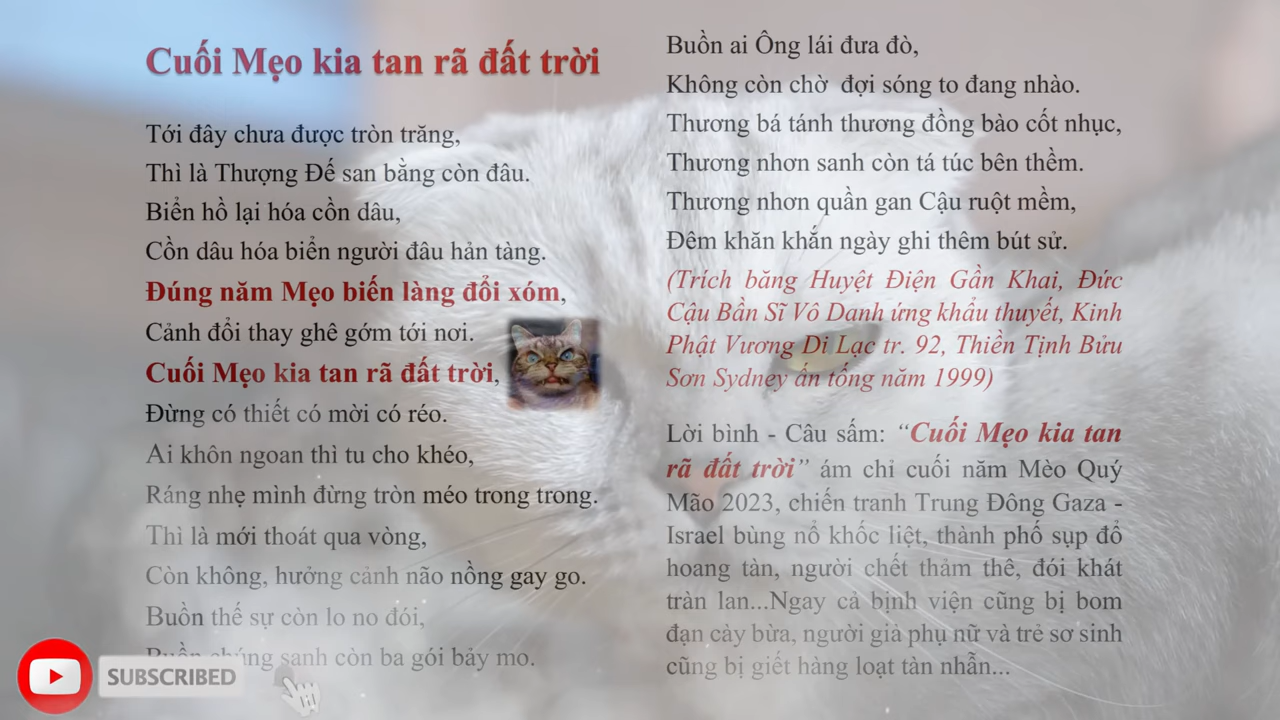 Cuối Mẹo kia tan rã đất trời
Tới đây chưa được tròn trăng,
Thì là Thượng Đế san bằng còn đâu.
Biển hồ lại hóa cồn dâu,
Cồn dâu hóa biển người đâu hản tàng.
Đúng năm Mẹo biến làng đổi xóm,
Cảnh đổi thay ghê gớm tới nơi.
Cuối Mẹo kia tan rã đất trời,
Đừng có thiết có mời có réo.
Ai khôn ngoan thì tu cho khéo,
Ráng nhẹ mình đừng tròn méo trong trong.
Thì là mới thoát qua vòng,
Còn không, hưởng cảnh não nồng gay go.
Buồn thế sự còn lo no đói,
Buồn chúng sanh còn ba gói bảy mo.
Buồn ai Ông lái đưa đò,
Không còn chờ đợi sóng to đang nhào.
Thương bá tánh thương đồng bào cốt nhục,
Thương nhơn sanh còn tá túc bên thềm.
Thương nhơn quần gan Cậu ruột mềm,
Đêm khăn khắn ngày ghi thêm bút sử.
(Trích băng Huyệt Điện Gần Khai, Đức
Cậu Bần Sĩ Vô Danh ứng khẩu thuyết, Kinh
Phật Vương Di Lạc tr. 92, Thiền Tịnh Bửu
Sơn Sydney ấn tống năm 1999)
Lời bình - Câu sấm: “Cuối Mẹo kia tan
rã đất trời” ám chỉ cuối năm Mèo Quý
Mão 2023, chiến tranh Trung Đông Gaza -
Israel bùng nổ khốc liệt, thành phố sụp đổ
hoang tàn, người chết thảm thê, đói khát
tràn lan...Ngay cả bịnh viện cũng bị bom
đạn cày bừa, người già phụ nữ và trẻ sơ sinh
cũng bị giết hàng loạt tàn nhẫn...
SUBSCRIBED